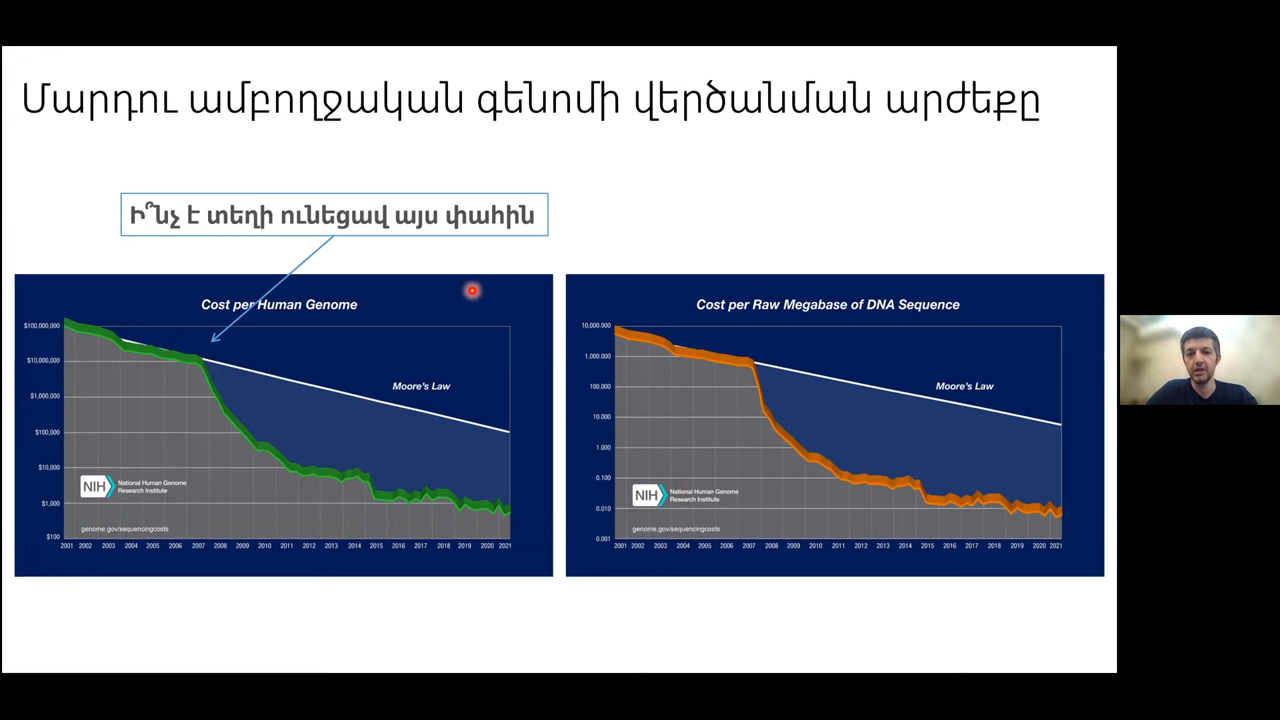 Մարդու ամբողջական գենոմի վերծանման արժեքը
Ի՞նչ է տեղի ունեցավ այս փահին
Cost per Human Genome
$100,000,000
$10,000,000
$1,000,000
$100,000
$10,000
$1,000
$100
Moore's Law
NIH
National Human Genome
Research Institute
genome.gov/sequencingcosts
2001 2002 2003 2004 2005 2006 2007 2008 2009 2010 2011 2012 2013 2014 2015 2016 2017 2018 2019 2020 2021
Cost per Raw Megabase of DNA Sequence
10,000.000
1,000.000
100.000
10.000
1.000
0.100
0.010
0.001
Moore's Law
NIH
National Human Genome
Research Institute
genome.gov/sequencingcosts
2001 2002 2003 2004 2005 2006 2007 2008 2009 2010 2011 2012 2013 2014 2015 2016 2017 2018 2019 2020 2021